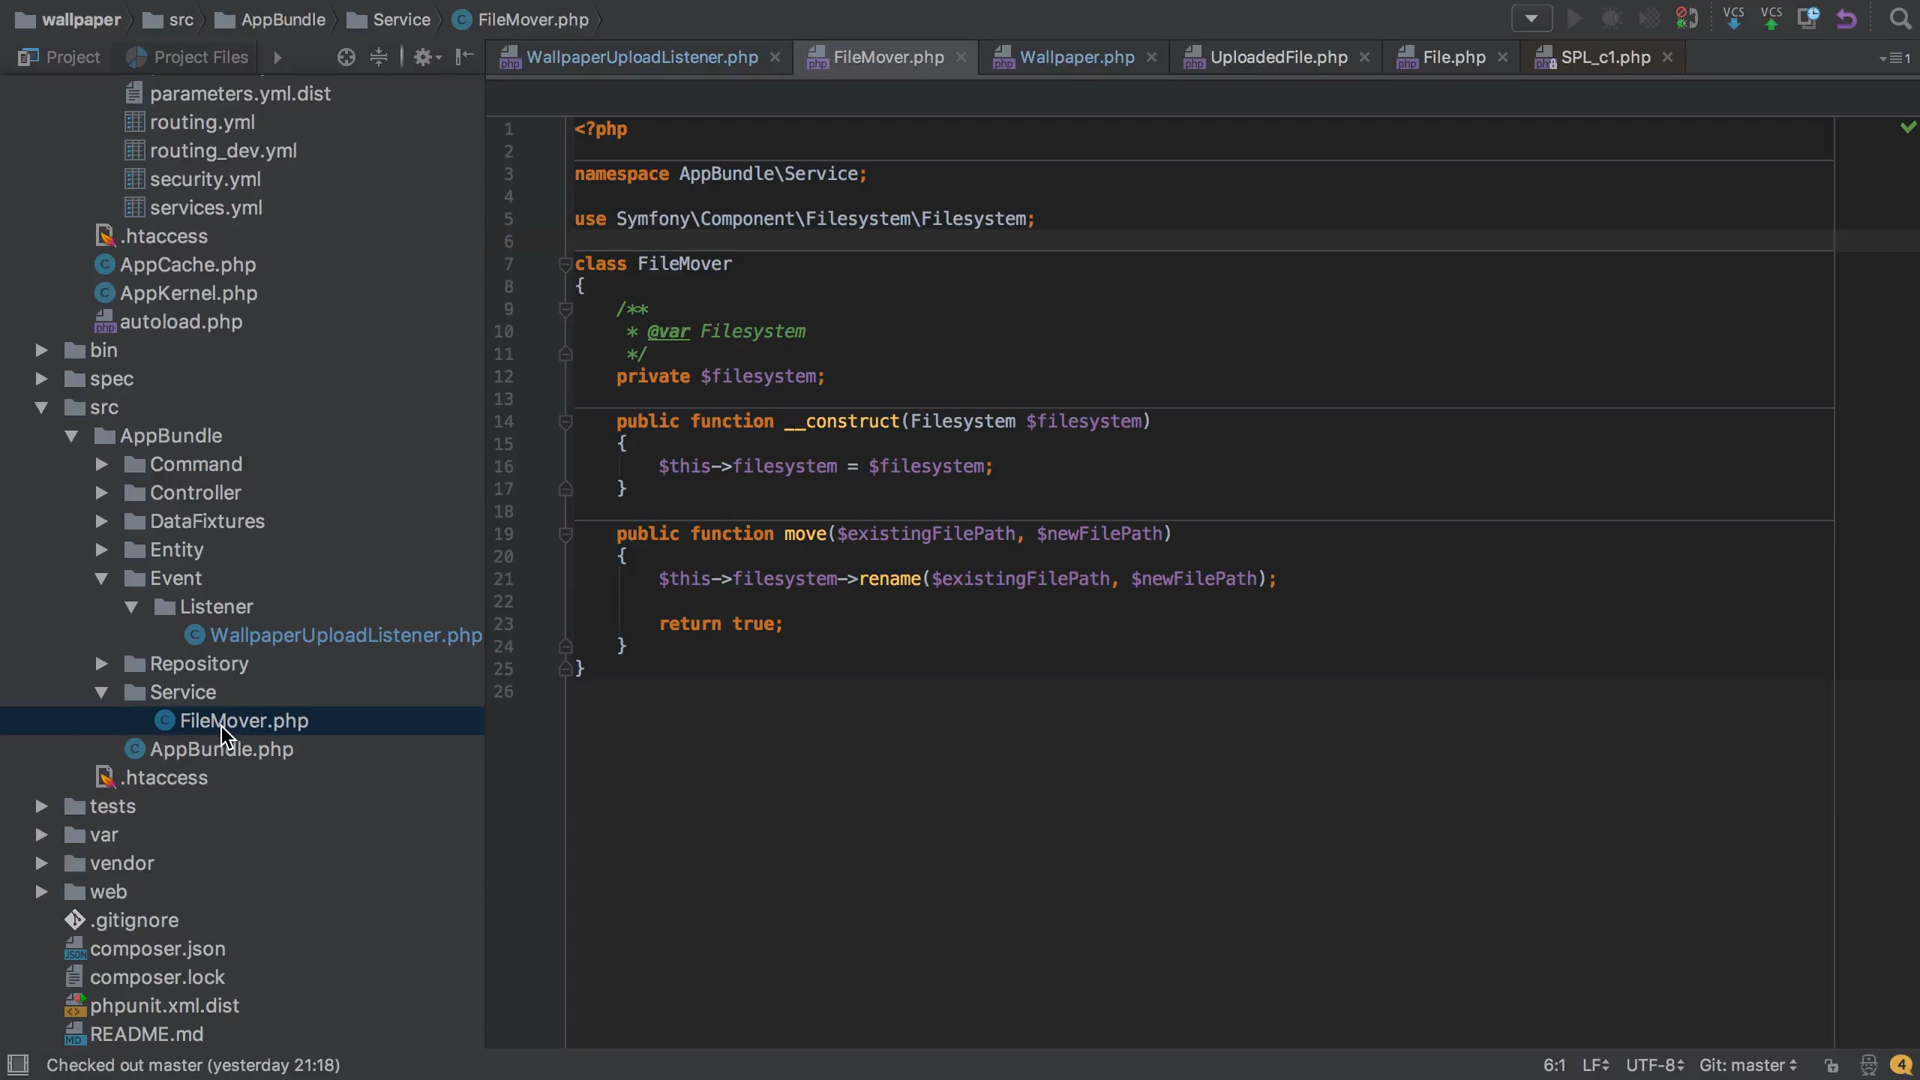 wallpaper src AppBundle Service FileMover.php
VCS VCS
Project Project Files
WallpaperUploadListener.php FileMover.php Wallpaper.php UploadedFile.php File.php SPL_c1.php
1
parameters.yml.dist
routing.yml
routing_dev.yml
security.yml
services.yml
.htaccess
AppCache.php
AppKernel.php
autoload.php
bin
spec
src
AppBundle
Command
Controller
DataFixtures
Entity
Event
Listener
WallpaperUploadListener.php
Repository
Service
FileMover.php
AppBundle.php
.htaccess
tests
var
vendor
web
.gitignore
composer.json
composer.lock
phpunit.xml.dist
README.md
1 <?php
2
3 namespace AppBundle\Service;
4
5 use Symfony\Component\Filesystem\Filesystem;
6
7 class FileMover
8 {
9 /**
10 * @var Filesystem
11 */
12 private $filesystem;
13
14 public function __construct(Filesystem $filesystem)
15 {
16 $this->filesystem = $filesystem;
17 }
18
19 public function move($existingFilePath, $newFilePath)
20 {
21 $this->filesystem->rename($existingFilePath, $newFilePath);
22
23 return true;
24 }
25 }
26
Checked out master (yesterday 21:18) 6:1 LF UTF-8 Git: master 4